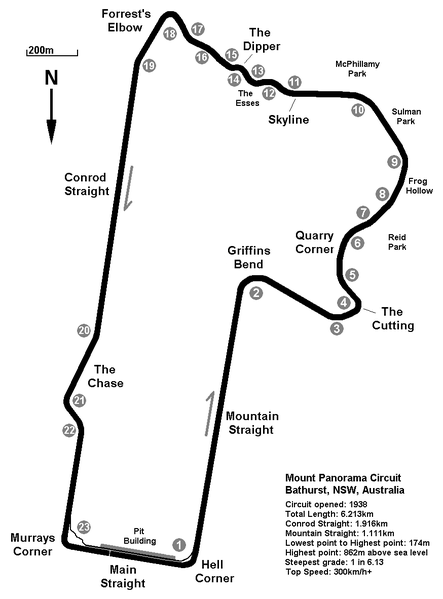 Forrest's
Elbow
200m
N
18
17
19
16
15
The
Dipper
14
13
The
Esses
12
11
Skyline
McPhillamy
Park
10
Sulman
Park
9
Frog
Hollow
8
7
Reid
Park
Quarry
Corner
6
5
4
The
Cutting
3
Griffins
Bend
2
Conrod
Straight
20
The
Chase
21
22
Mountain
Straight
23
Pit
Building
1
Murrays
Corner
Main
Straight
Hell
Corner
Mount Panorama Circuit
Bathurst, NSW, Australia
Circuit opened: 1938
Total Length: 6.213km
Conrod Straight: 1.916km
Mountain Straight: 1.111km
Lowest point to Highest point: 174m
Highest point: 862m above sea level
Steepest grade: 1 in 6.13
Top Speed: 300km/h+